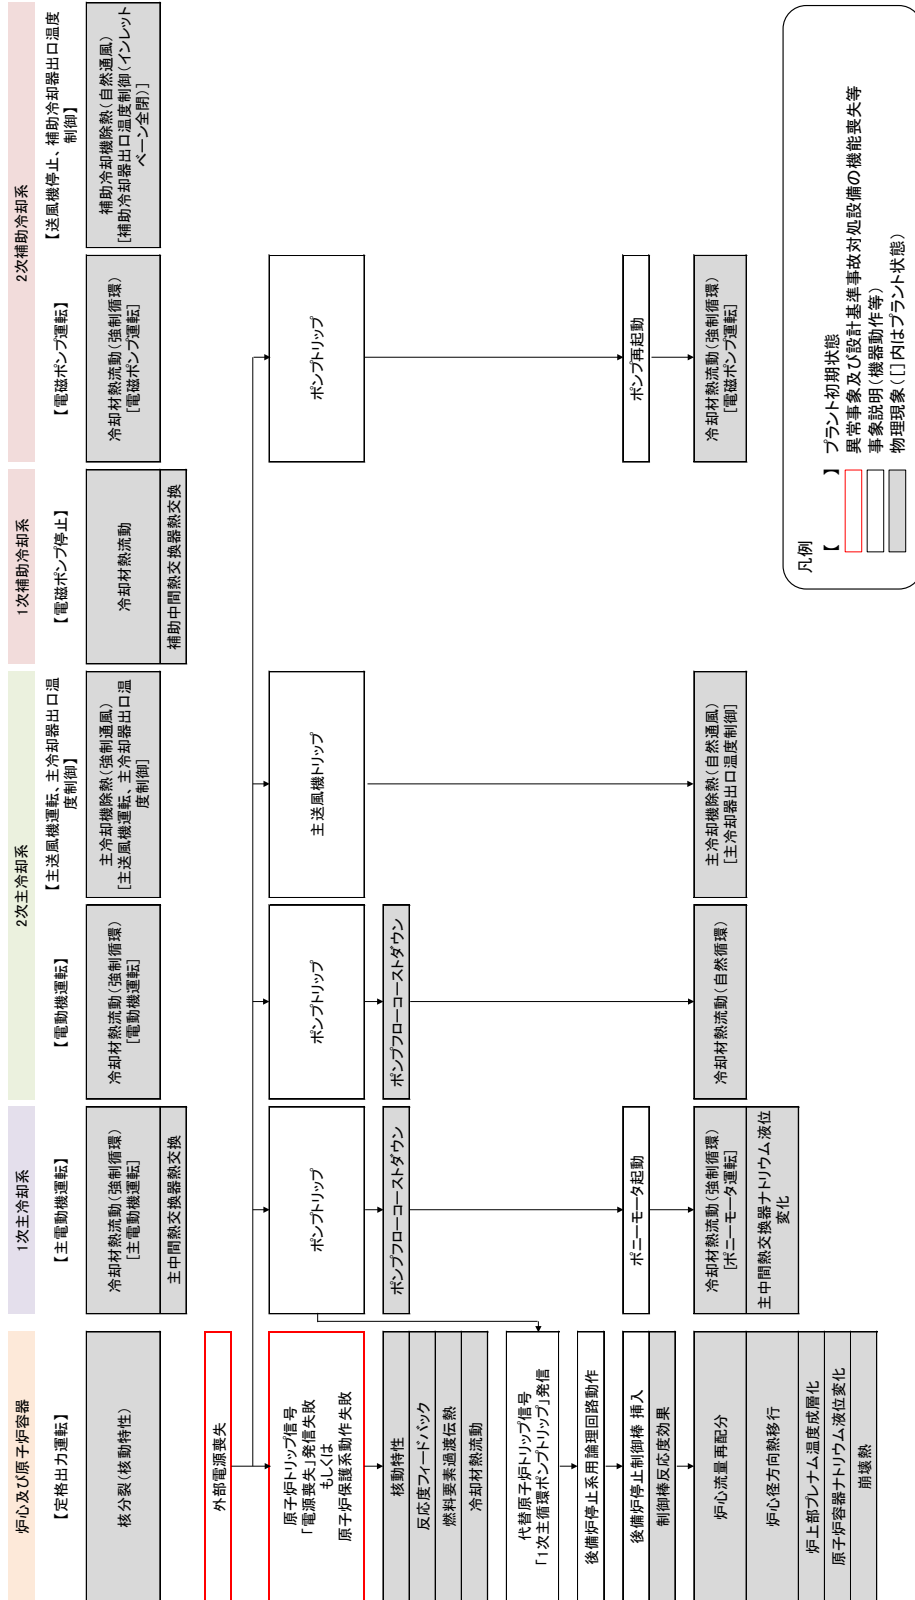 炉心及び原子炉容器
【定格出力運転】
核分裂(核動特性)
外部電源喪失
原子炉トリップ信号
「電源喪失」発信失敗
もしくは
原子炉保護系動作失敗
核動特性
反応度フィードバック
燃料要素過渡伝熱
冷却材熱流動
代替原子炉トリップ信号
「1次主循環ポンプトリップ」発信
後備炉停止系用論理回路動作
後備炉停止制御棒 挿入
制御棒反応度効果
炉心流量再配分
炉心径方向熱移行
炉上部プレナム温度成層化
原子炉容器ナトリウム液位変化
崩壊熱
1次主冷却系
【主電動機運転】
冷却材熱流動(強制循環)
[主電動機運転]
主中間熱交換器熱交換
ポンプトリップ
ポンプフローコーストダウン
ポニーモータ起動
冷却材熱流動(強制循環)
[ポニーモータ運転]
主中間熱交換器ナトリウム液位
変化
2次主冷却系
【電動機運転】
冷却材熱流動(強制循環)
[電動機運転]
ポンプトリップ
ポンプフローコーストダウン
冷却材熱流動(自然循環)
【主送風機運転、主冷却器出口温
度制御】
主冷却機除熱(強制通風)
[主送風機運転、主冷却器出口温
度制御]
主送風機トリップ
主冷却機除熱(自然通風)
[主冷却器出口温度制御]
1次補助冷却系
【電磁ポンプ停止】
冷却材熱流動
補助中間熱交換器熱交換
2次補助冷却系
【電磁ポンプ運転】
冷却材熱流動(強制循環)
[電磁ポンプ運転]
ポンプトリップ
ポンプ再起動
冷却材熱流動(強制循環)
[電磁ポンプ運転]
【送風機停止、補助冷却器出口温度
制御】
補助冷却機除熱(自然通風)
[補助冷却器出口温度制御(インレット
ベーン全閉)]
凡例
【 】 プラント初期状態
異常事象及び設計基準事故対処設備の機能喪失等
事象説明(機器動作等)
物理現象([]内はプラント状態)